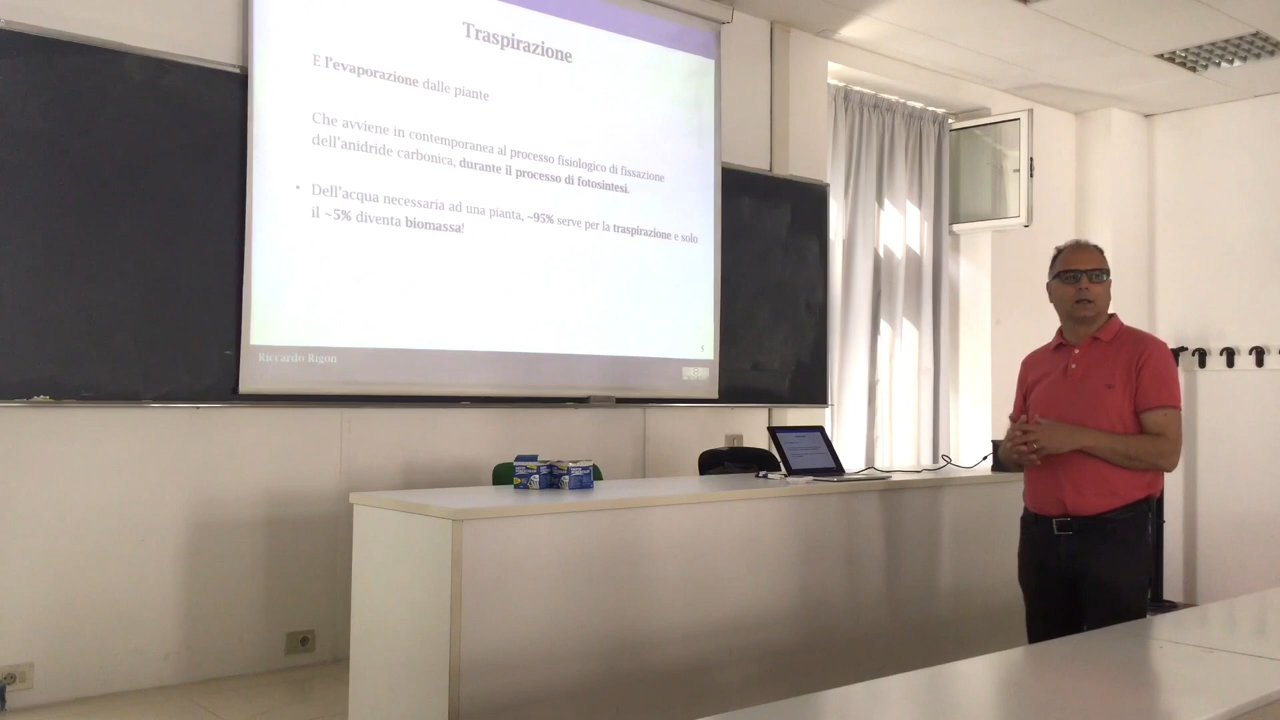 Traspirazione
E l'evaporazione dalle piante
Che avviene in contemporanea al processo fisiologico di fissazione
dell'anidride carbonica, durante il processo di fotosintesi.
• Dell'acqua necessaria ad una pianta, ~95% serve per la traspirazione e solo
il ~5% diventa biomassa!
5
Riccardo Rigon